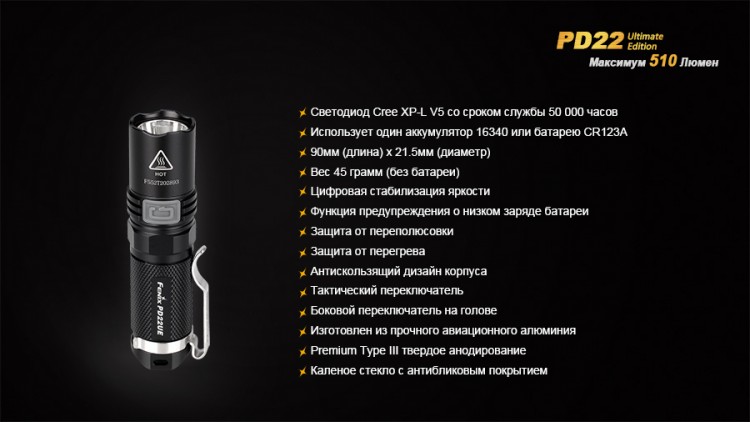 PD22 Ultimate Edition
Максимум 510 Люмен
Светодиод Cree XP-L V5 со сроком службы 50 000 часов
Использует один аккумулятор 16340 или батарею CR123A
90мм (длина) x 21.5мм (диаметр)
Вес 45 грамм (без батареи)
Цифровая стабилизация яркости
Функция предупреждения о низком заряде батареи
Защита от переполюсовки
Защита от перегрева
Антискользящий дизайн корпуса
Тактический переключатель
Боковой переключатель на голове
Изготовлен из прочного авиационного алюминия
Premium Type III твердое анодирование
Каленое стекло с антибликовым покрытием
HOT
FENIX PD22UE